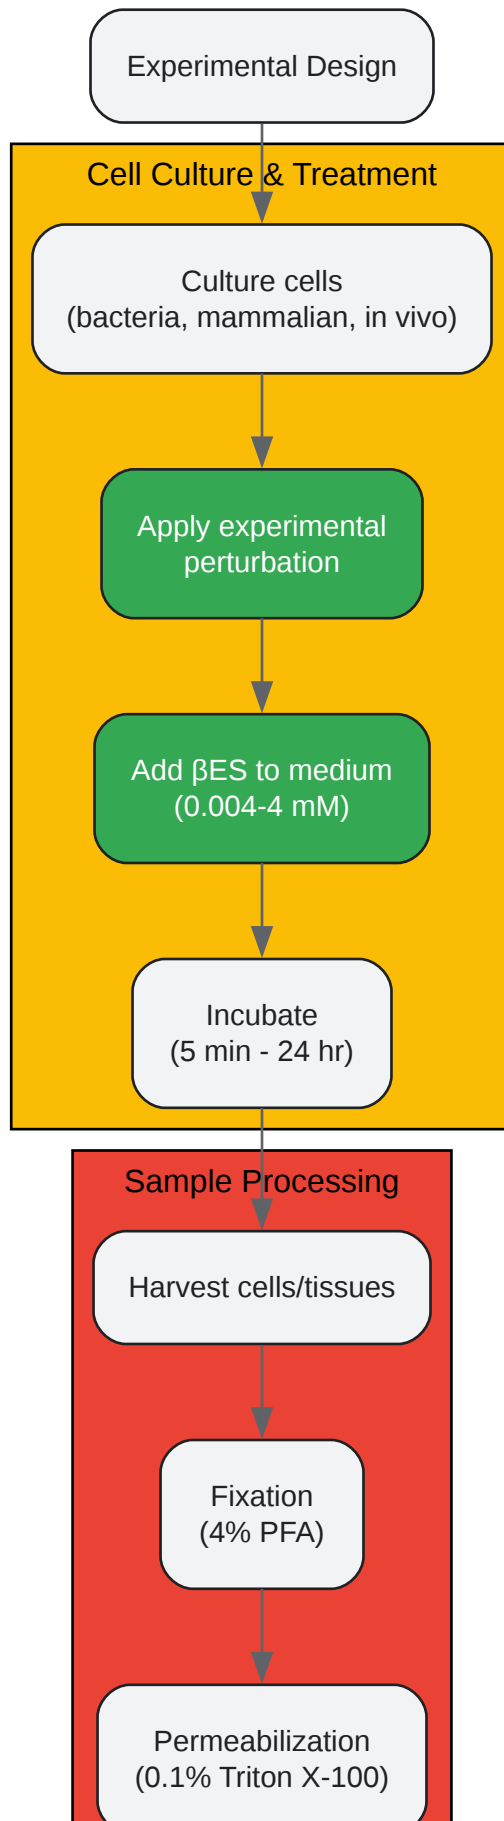 Experimental Design
Cell Culture & Treatment
Culture cells
(bacteria, mammalian, in vivo)
Apply experimental
perturbation
Add βES to medium
(0.004-4 mM)
Incubate
(5 min - 24 hr)
Sample Processing
Harvest cells/tissues
Fixation
(4% PFA)
Permeabilization
(0.1% Triton X-100)